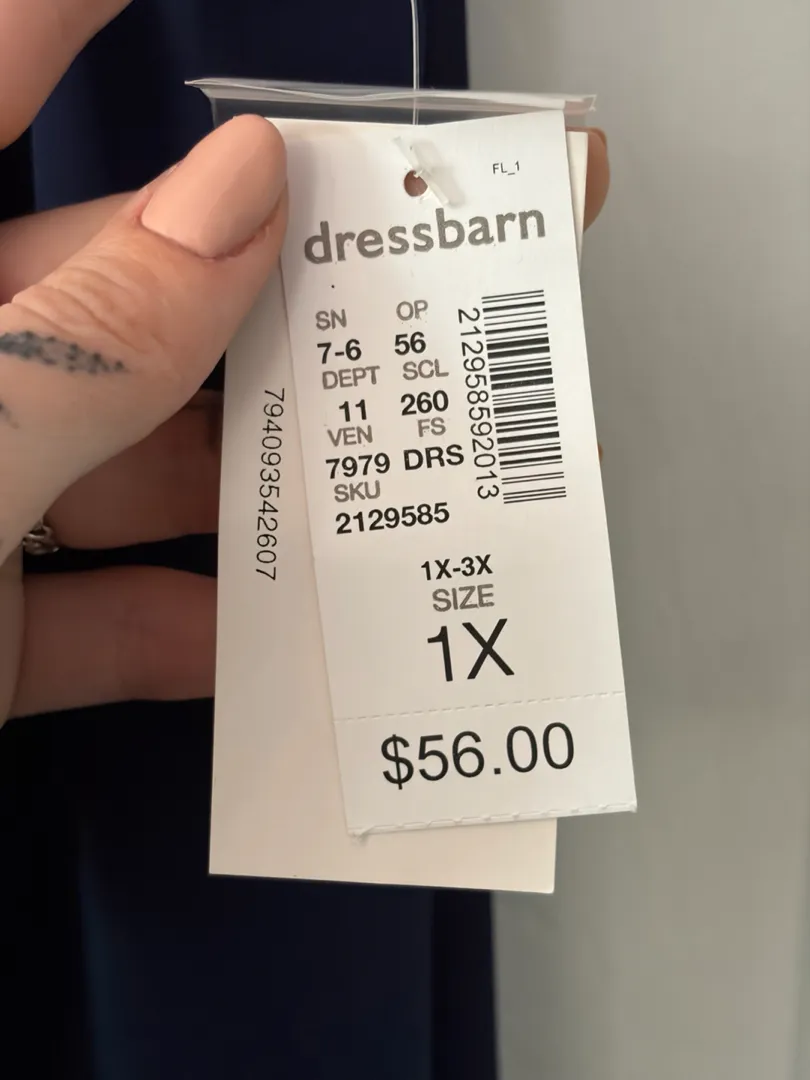 FL_1
dressbarn
SN OP
7-6 56
DEPT SCL
11 260
VEN FS
7979 DRS
SKU
2129585
212958592013
1X-3X
SIZE
1X
$56.00
794093542607